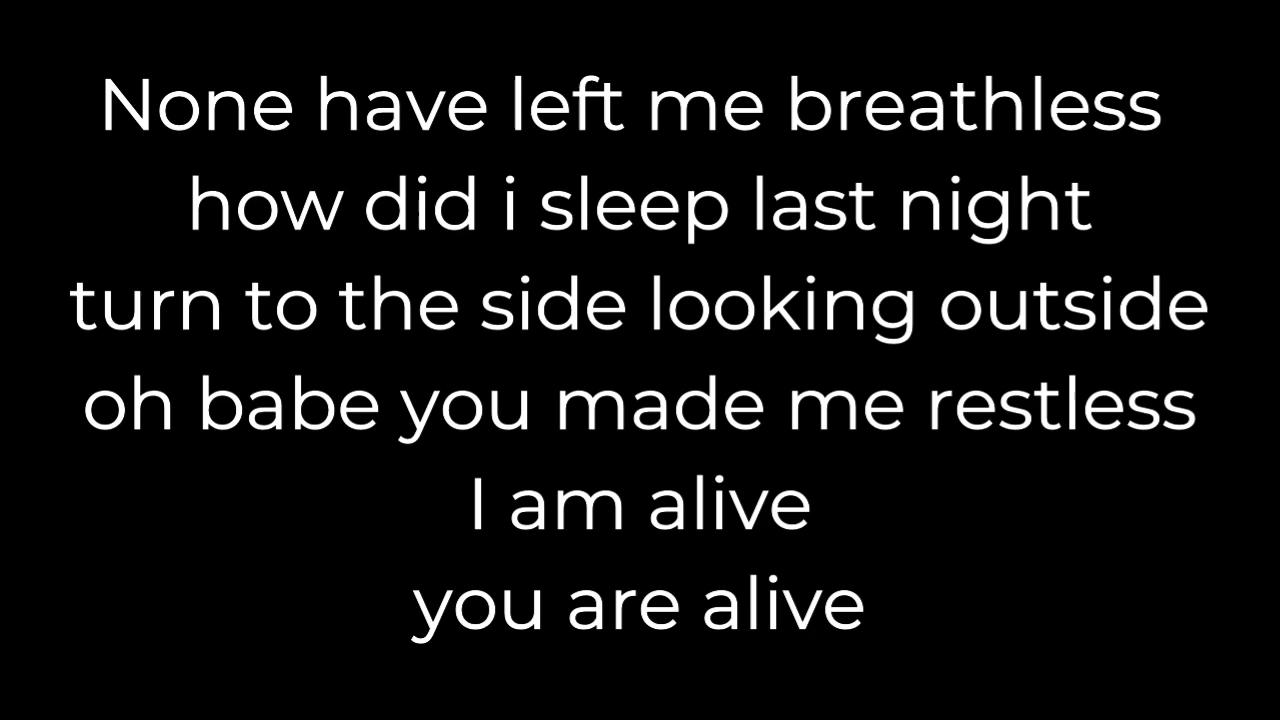 None have left me breathless
how did i sleep last night
turn to the side looking outside
oh babe you made me restless
I am alive
you are alive